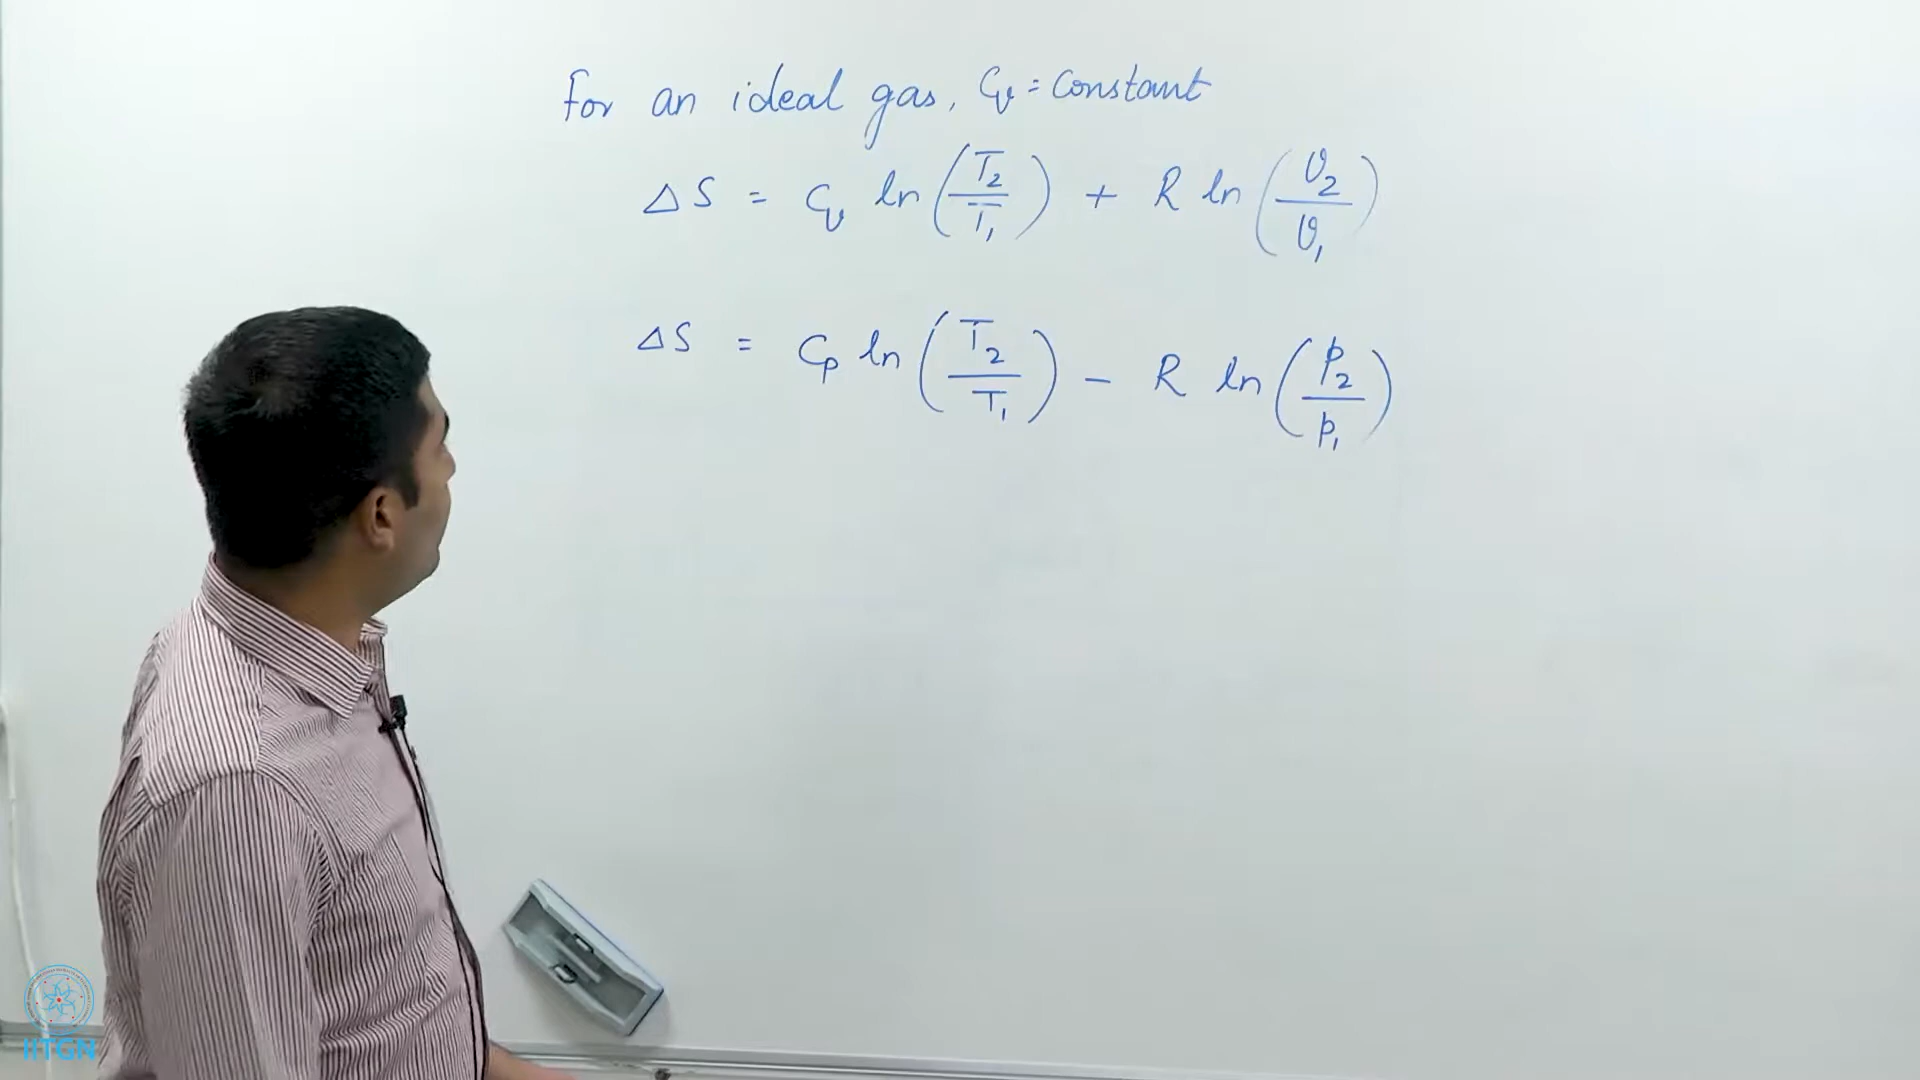 For an ideal gas, Cv = constant
ΔS = Cv ln(T2/T1) + R ln(v2/v1)
ΔS = Cp ln(T2/T1) - R ln(p2/p1)
IITGN